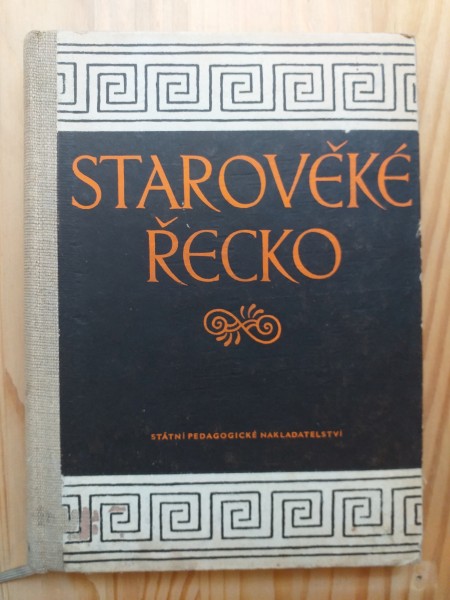 STAROVĚKÉ
ŘECKO
STÁTNÍ PEDAGOGICKÉ NAKLADATELSTVÍ